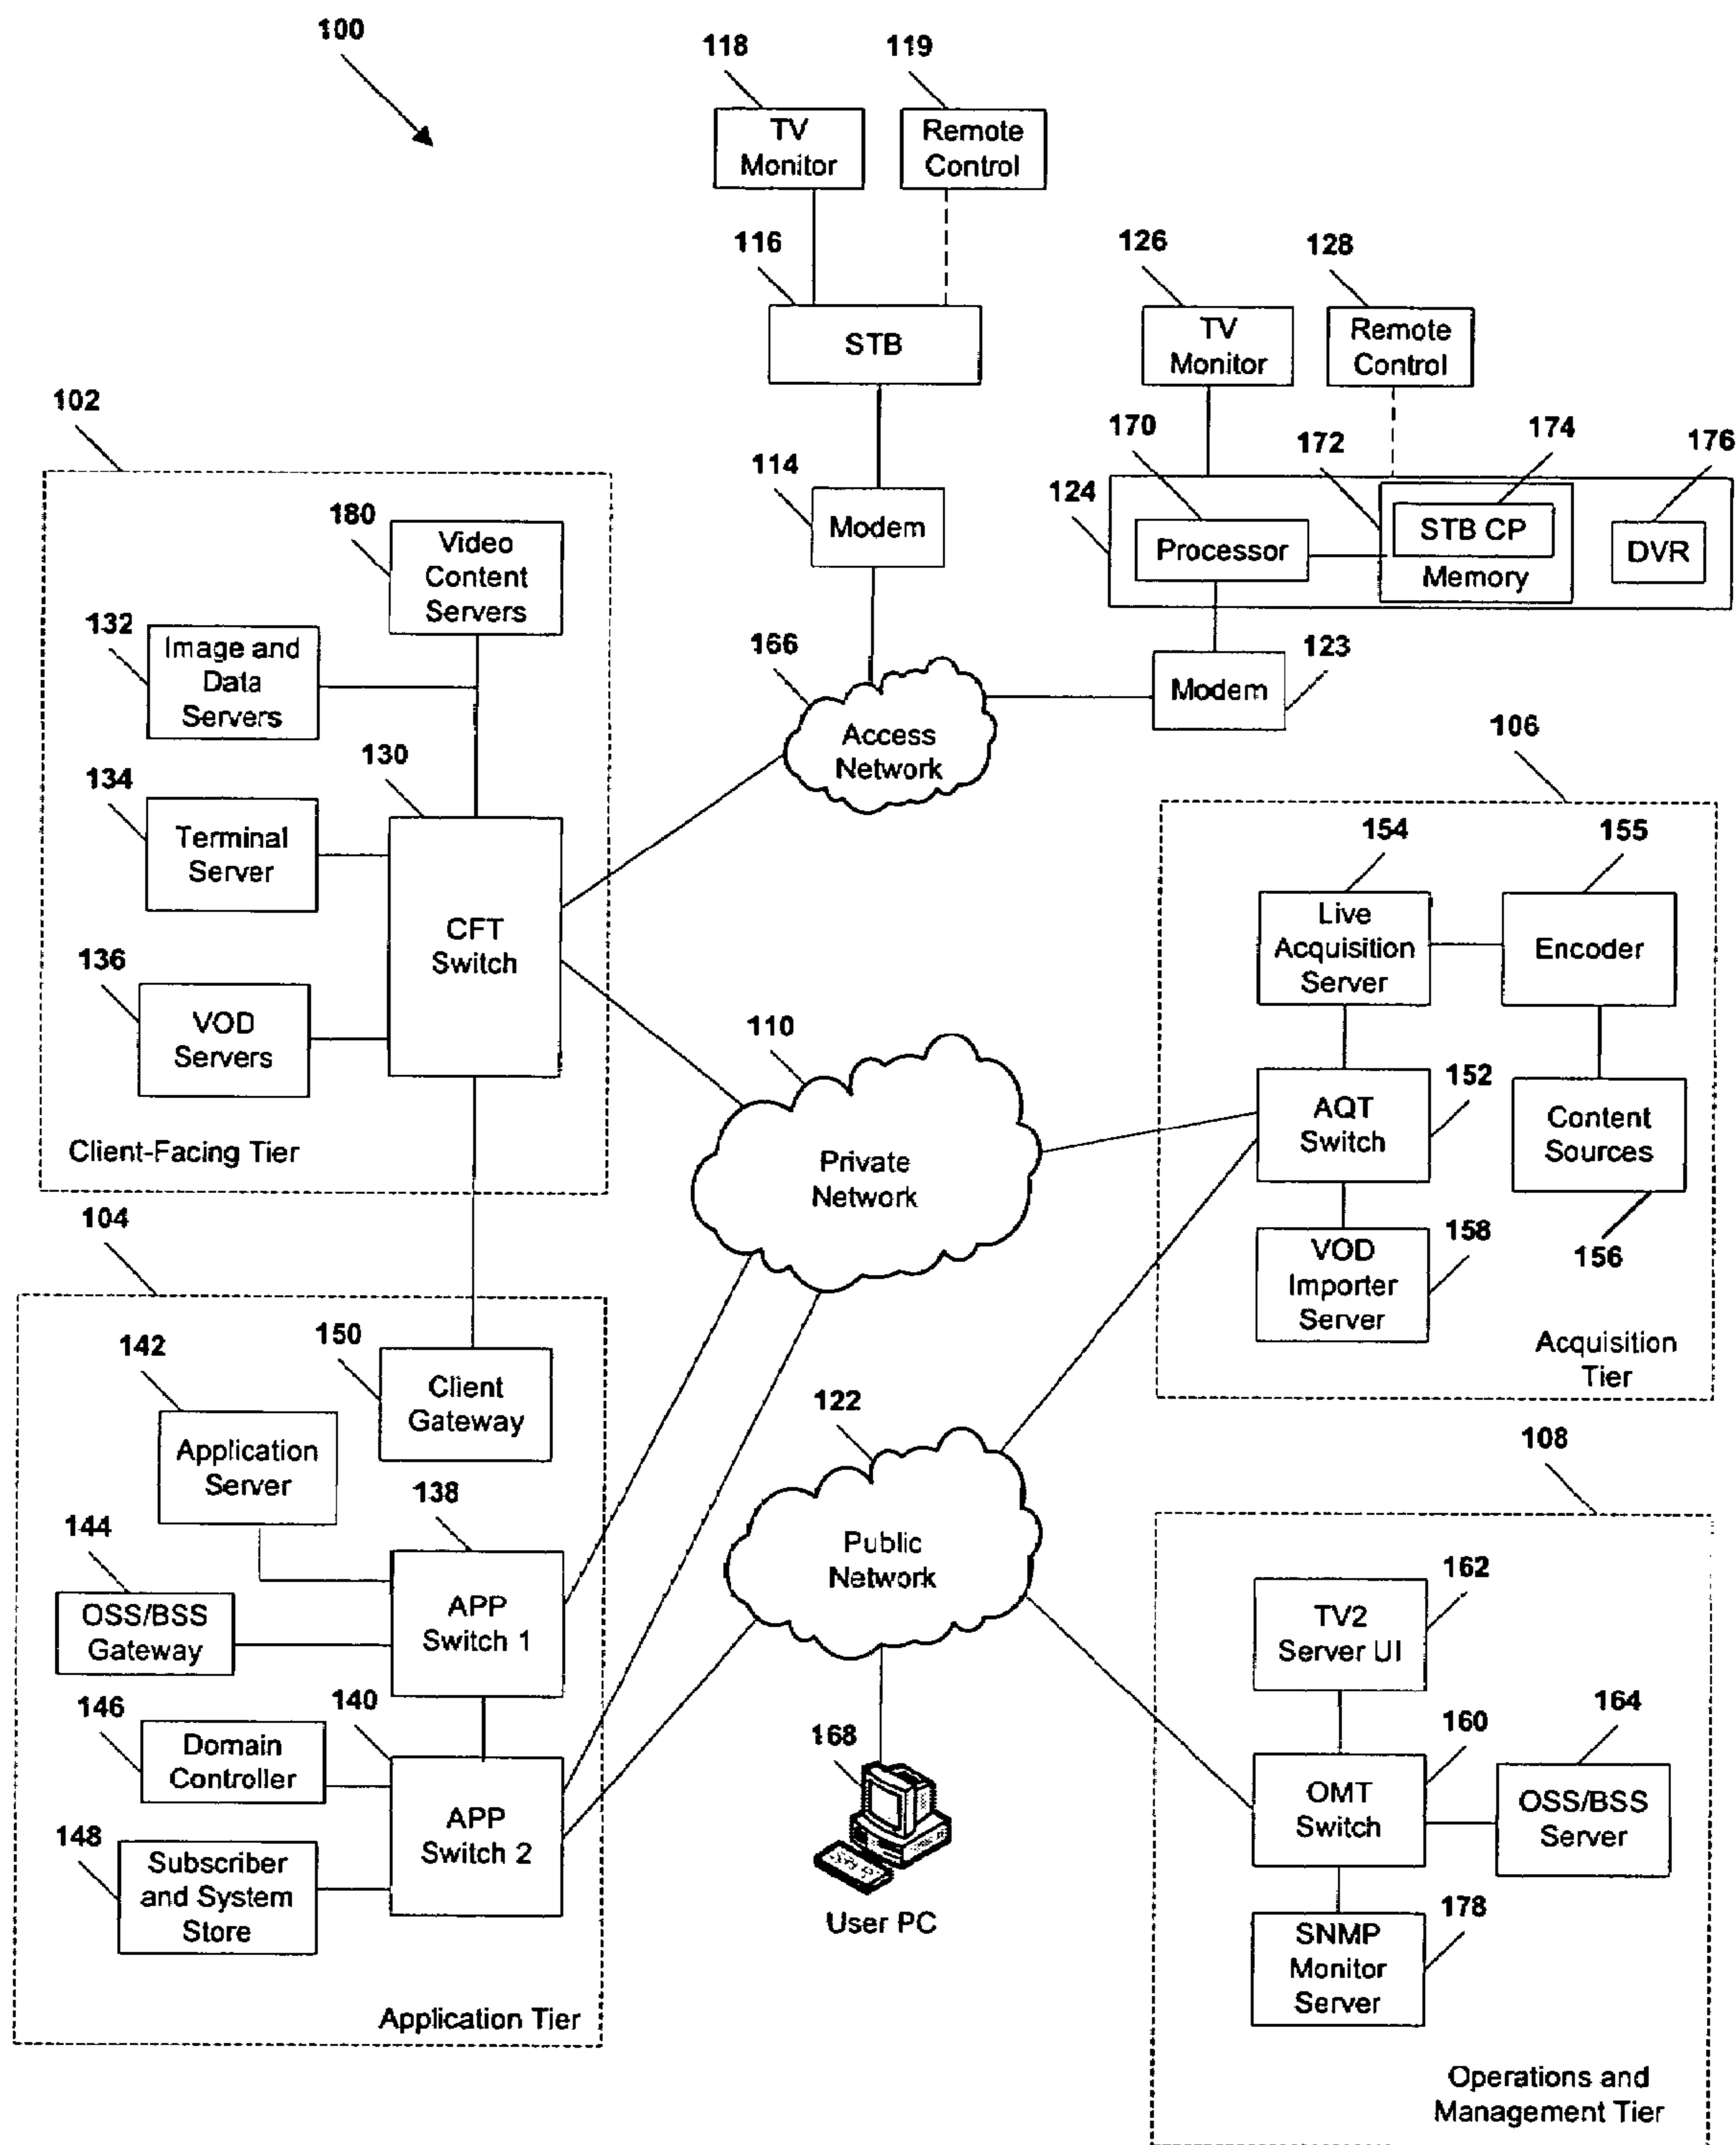 100
118
119
TV
Monitor
Remote
Control
116
STB
126
128
TV
Monitor
Remote
Control
102
114
Modem
170
172
174
176
124
Processor
STB CP
Memory
DVR
180
Video
Content
Servers
132
Image and
Data
Servers
166
Access
Network
123
Modem
134
Terminal
Server
130
CFT
Switch
136
VOD
Servers
Client-Facing Tier
106
154
155
Live
Acquisition
Server
Encoder
110
Private
Network
AQT
Switch
152
Content
Sources
156
VOD
Importer
Server
158
Acquisition
Tier
104
142
Application
Server
150
Client
Gateway
138
144
OSS/BSS
Gateway
APP
Switch 1
146
Domain
Controller
140
APP
Switch 2
148
Subscriber
and System
Store
Application Tier
122
Public
Network
168
User PC
108
162
TV2
Server UI
160
164
OMT
Switch
OSS/BSS
Server
SNMP
Monitor
Server
178
Operations and
Management Tier